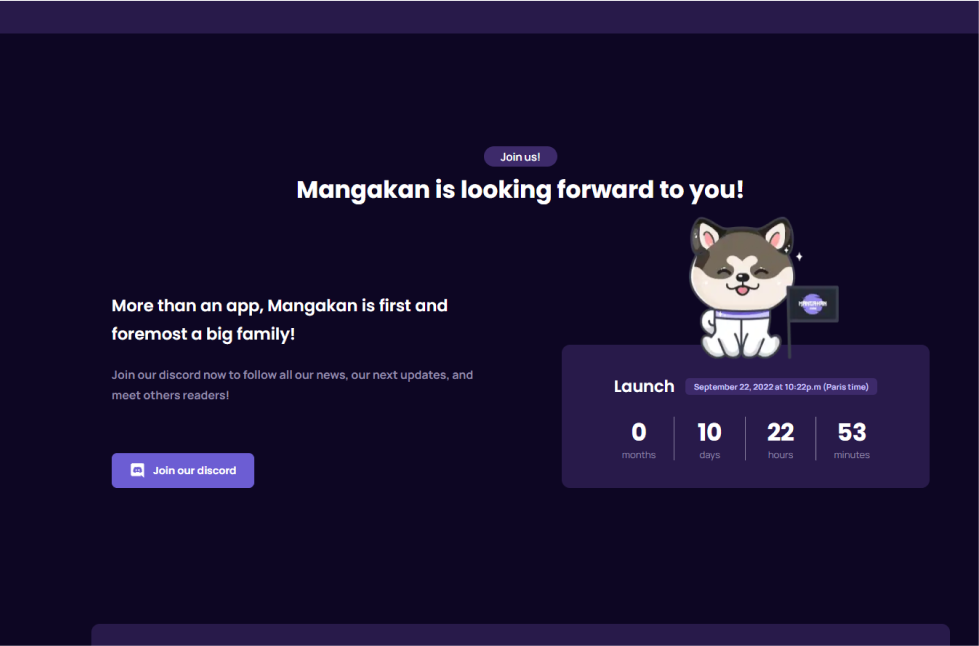 Join us!
Mangakan is looking forward to you!
More than an app, Mangakan is first and
foremost a big family!
Join our discord now to follow all our news, our next updates, and
meet others readers!
Join our discord
MANGAKAN
Launch September 22, 2022 at 10:22p.m (Paris time)
0 10 22 53
months days hours minutes